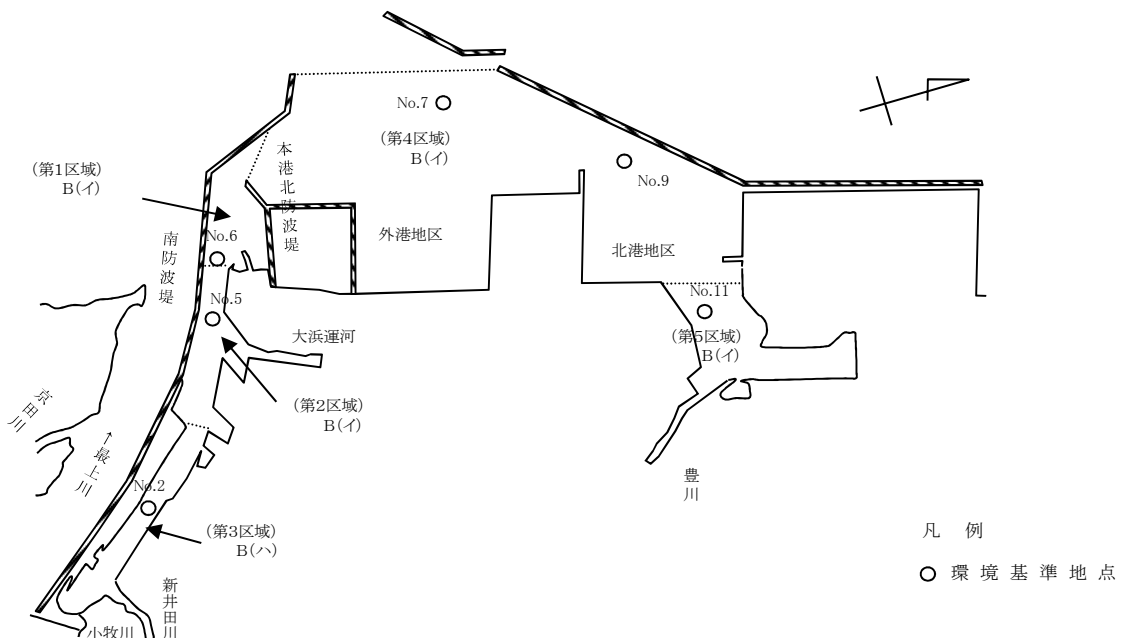 No.7
(第4区域)
B(イ)
本港北防波堤
(第1区域)
B(イ)
No.9
No.6
外港地区
北港地区
南防波堤
No.5
No.11
大浜運河
(第5区域)
B(イ)
京田川
(第2区域)
B(イ)
↑最上川
豊川
No.2
(第3区域)
B(ハ)
凡 例
環境基準地点
新井田川
小牧川